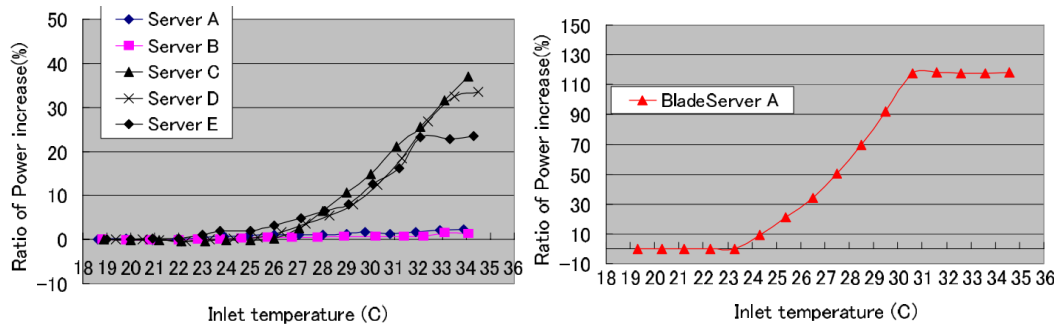 Ratio of Power increase(%)
50
40
30
20
10
0
-10
Server A
Server B
Server C
Server D
Server E
18 19 20 21 22 23 24 25 26 27 28 29 30 31 32 33 34 35 36
Inlet temperature (C)
Ratio of Power increase(%)
150
130
110
90
70
50
30
10
-10
BladeServer A
18 19 20 21 22 23 24 25 26 27 28 29 30 31 32 33 34 35 36
Inlet temperature (C)